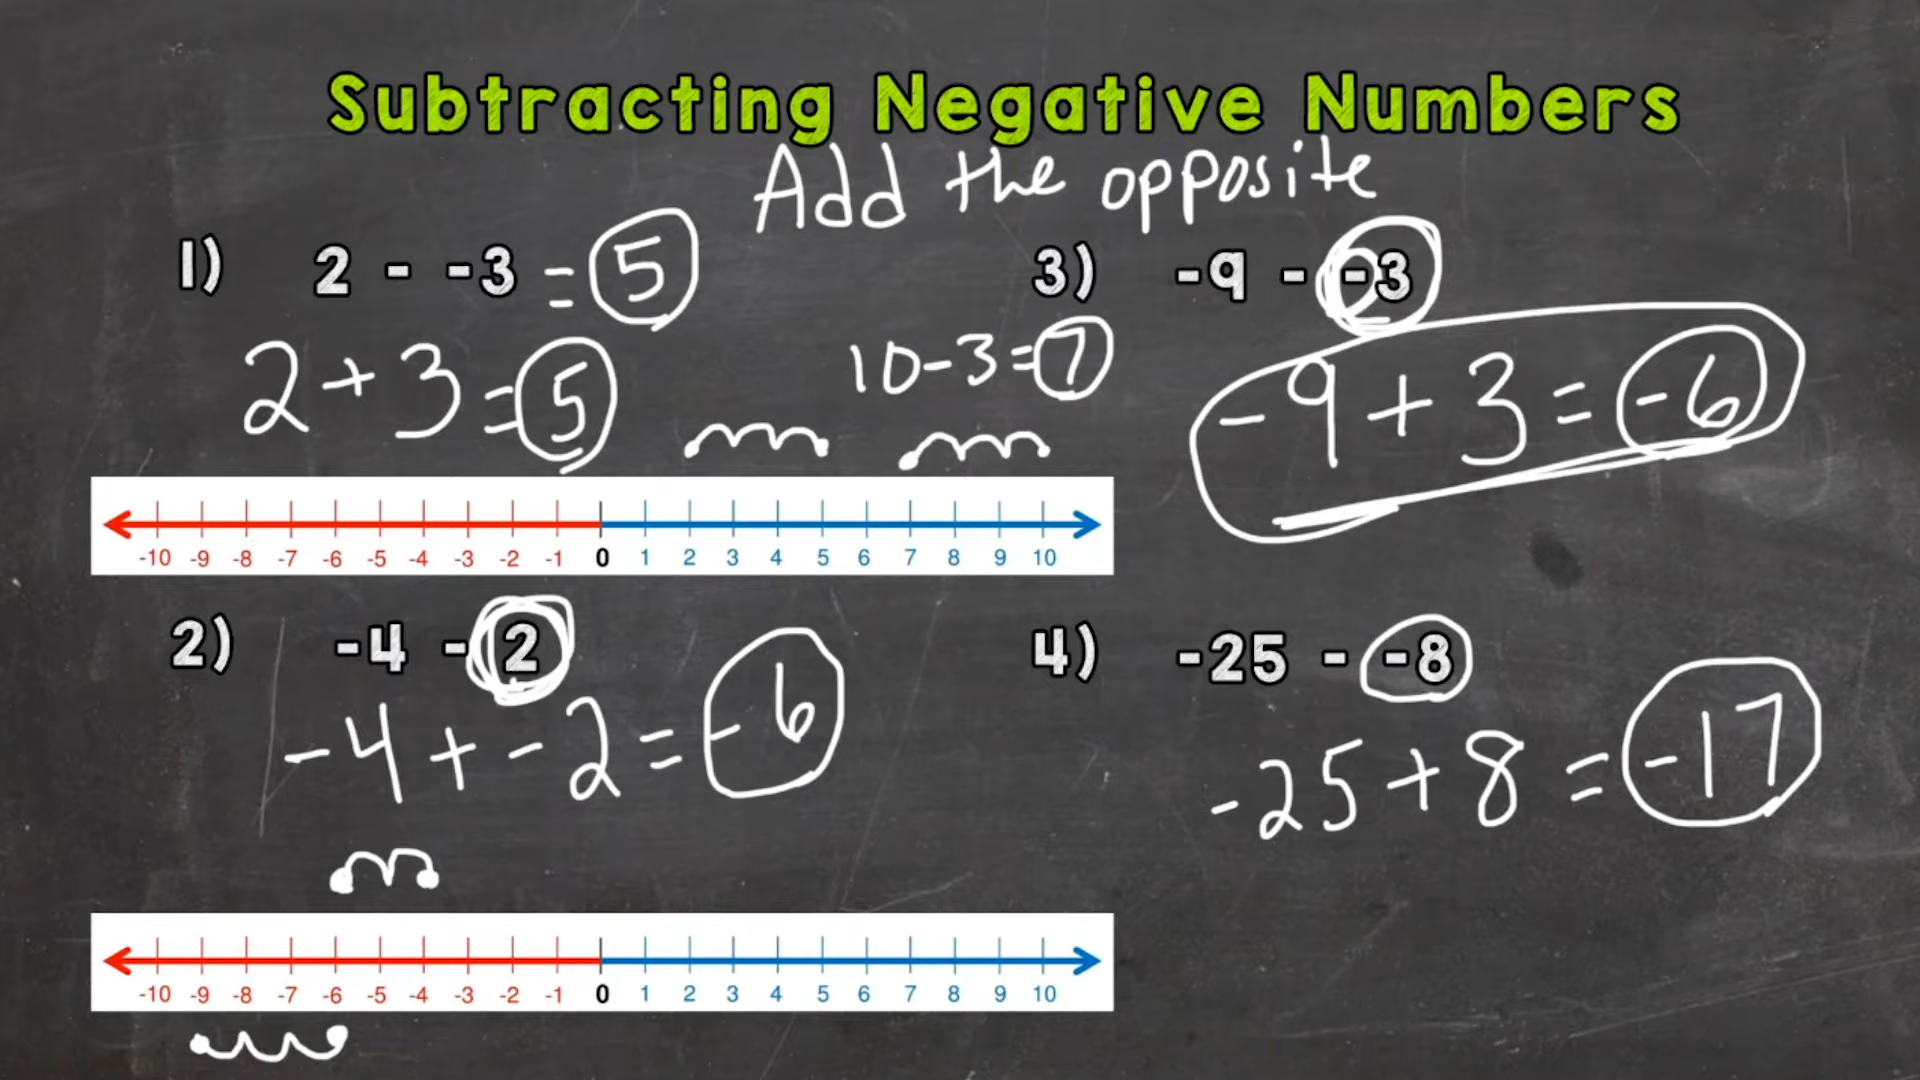 Subtracting Negative Numbers
Add the opposite
1) 2 - -3 = 5
2 + 3 = 5
10 - 3 = 7
-10 -9 -8 -7 -6 -5 -4 -3 -2 -1 0 1 2 3 4 5 6 7 8 9 10
2) -4 - 2
-4 + -2 = -6
-10 -9 -8 -7 -6 -5 -4 -3 -2 -1 0 1 2 3 4 5 6 7 8 9 10
3) -9 - -3
-9 + 3 = -6
4) -25 - -8
-25 + 8 = -17